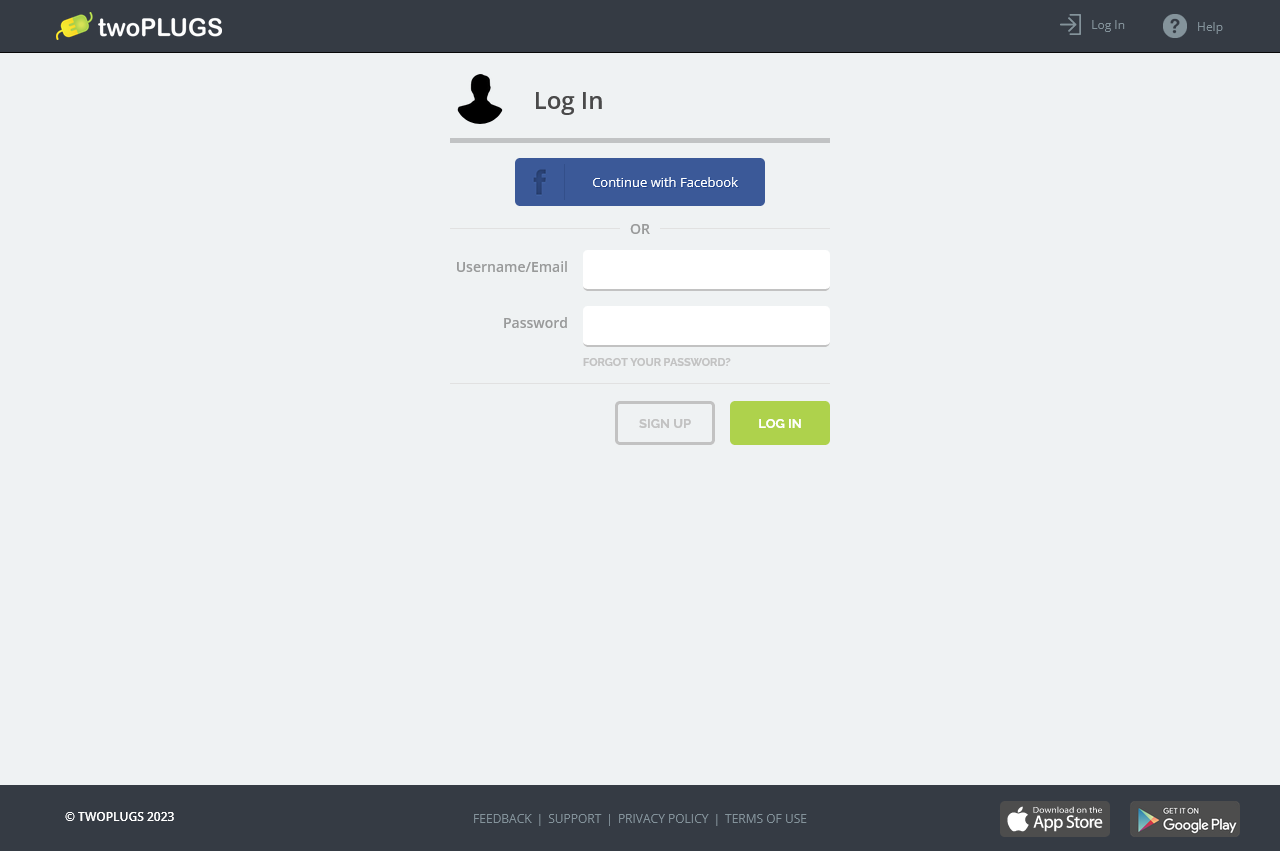 twoPLUGS
Log In
Help
Log In
f
Continue with Facebook
OR
Username/Email
Password
FORGOT YOUR PASSWORD?
SIGN UP
LOG IN
© TWOPLUGS 2023
FEEDBACK | SUPPORT | PRIVACY POLICY | TERMS OF USE
Download on the
App Store
GET IT ON
Google Play